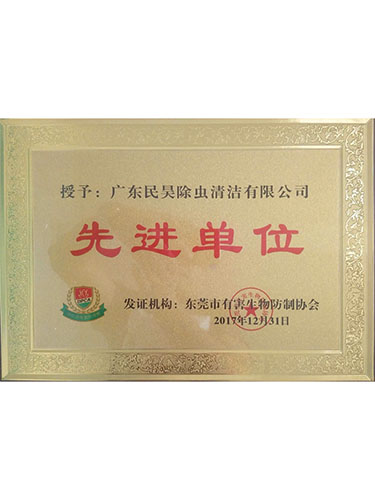 授予：广东民昊除虫清洁有限公司
先进单位
发证机构：东莞市有害生物防制协会
2017年12月31日